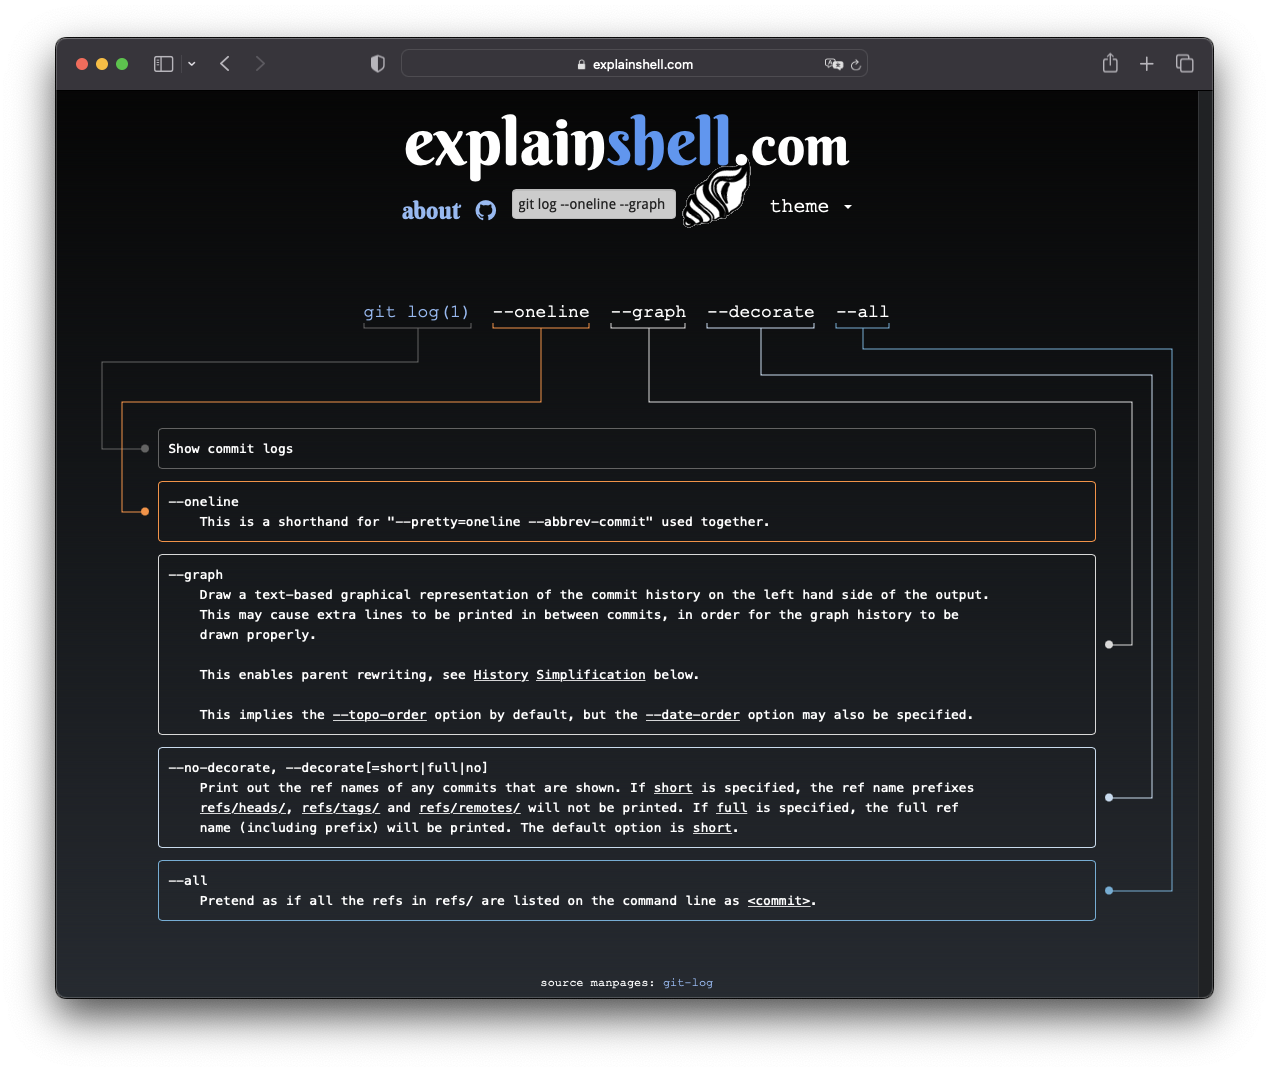 explainshell.com
explainshell.com
about
git log --oneline --graph
theme
git log(1) --oneline --graph --decorate --all
Show commit logs
--oneline
This is a shorthand for "--pretty=oneline --abbrev-commit" used together.
--graph
Draw a text-based graphical representation of the commit history on the left hand side of the output.
This may cause extra lines to be printed in between commits, in order for the graph history to be
drawn properly.
This enables parent rewriting, see History Simplification below.
This implies the --topo-order option by default, but the --date-order option may also be specified.
--no-decorate, --decorate[=short|full|no]
Print out the ref names of any commits that are shown. If short is specified, the ref name prefixes
refs/heads/, refs/tags/ and refs/remotes/ will not be printed. If full is specified, the full ref
name (including prefix) will be printed. The default option is short.
--all
Pretend as if all the refs in refs/ are listed on the command line as <commit>.
source manpages: git-log